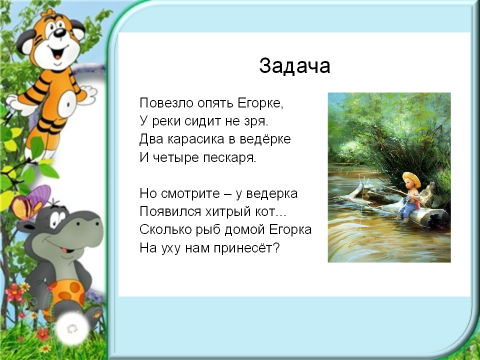 Задача
Повезло опять Егорке,
У реки сидит не зря.
Два карасика в ведёрке
И четыре пескаря.
Но смотрите – у ведерка
Появился хитрый кот...
Сколько рыб домой Егорка
На уху нам принесёт?